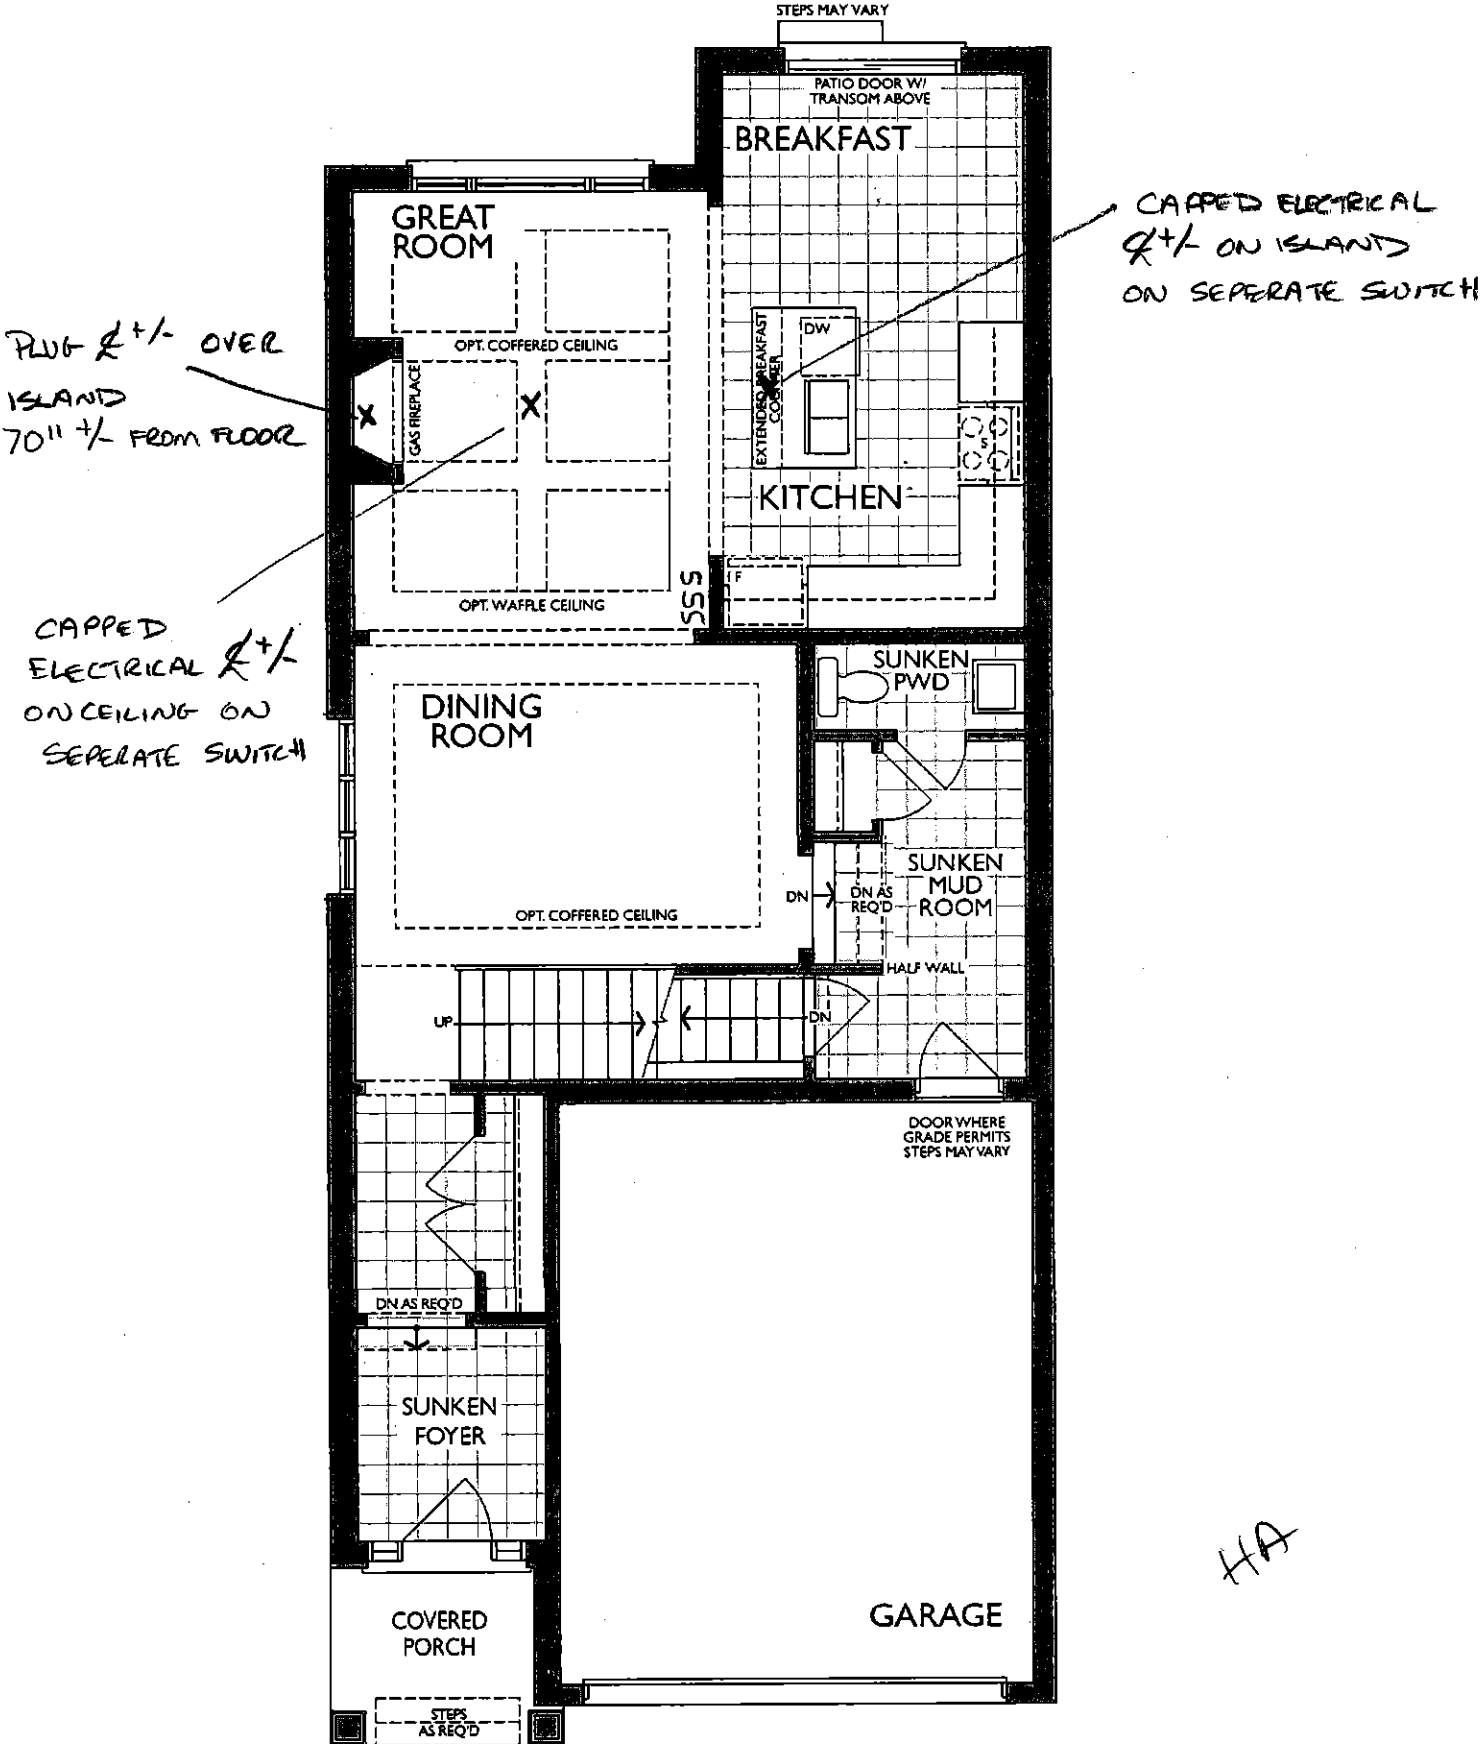 STEPS MAY VARY
PATIO DOOR W/
TRANSOM ABOVE
BREAKFAST
GREAT
ROOM
CAPPED ELECTRICAL
℄ +/- ON ISLAND
ON SEPERATE SWITCH
OPT. COFFERED CEILING
PLUG ℄ +/- OVER
ISLAND
70" +/- FROM FLOOR
GAS FIREPLACE
X
X
DW
EXTENDED BREAKFAST
COUNTER
S
KITCHEN
F
OPT. WAFFLE CEILING
SSS
CAPPED
ELECTRICAL ℄ +/-
ON CEILING ON
SEPERATE SWITCH
DINING
ROOM
SUNKEN
PWD
OPT. COFFERED CEILING
DN
DN AS
REQ'D
SUNKEN
MUD
ROOM
HALF WALL
UP
DN
DOOR WHERE
GRADE PERMITS
STEPS MAY VARY
DN AS REQ'D
SUNKEN
FOYER
COVERED
PORCH
GARAGE
STEPS
AS REQ'D
HA